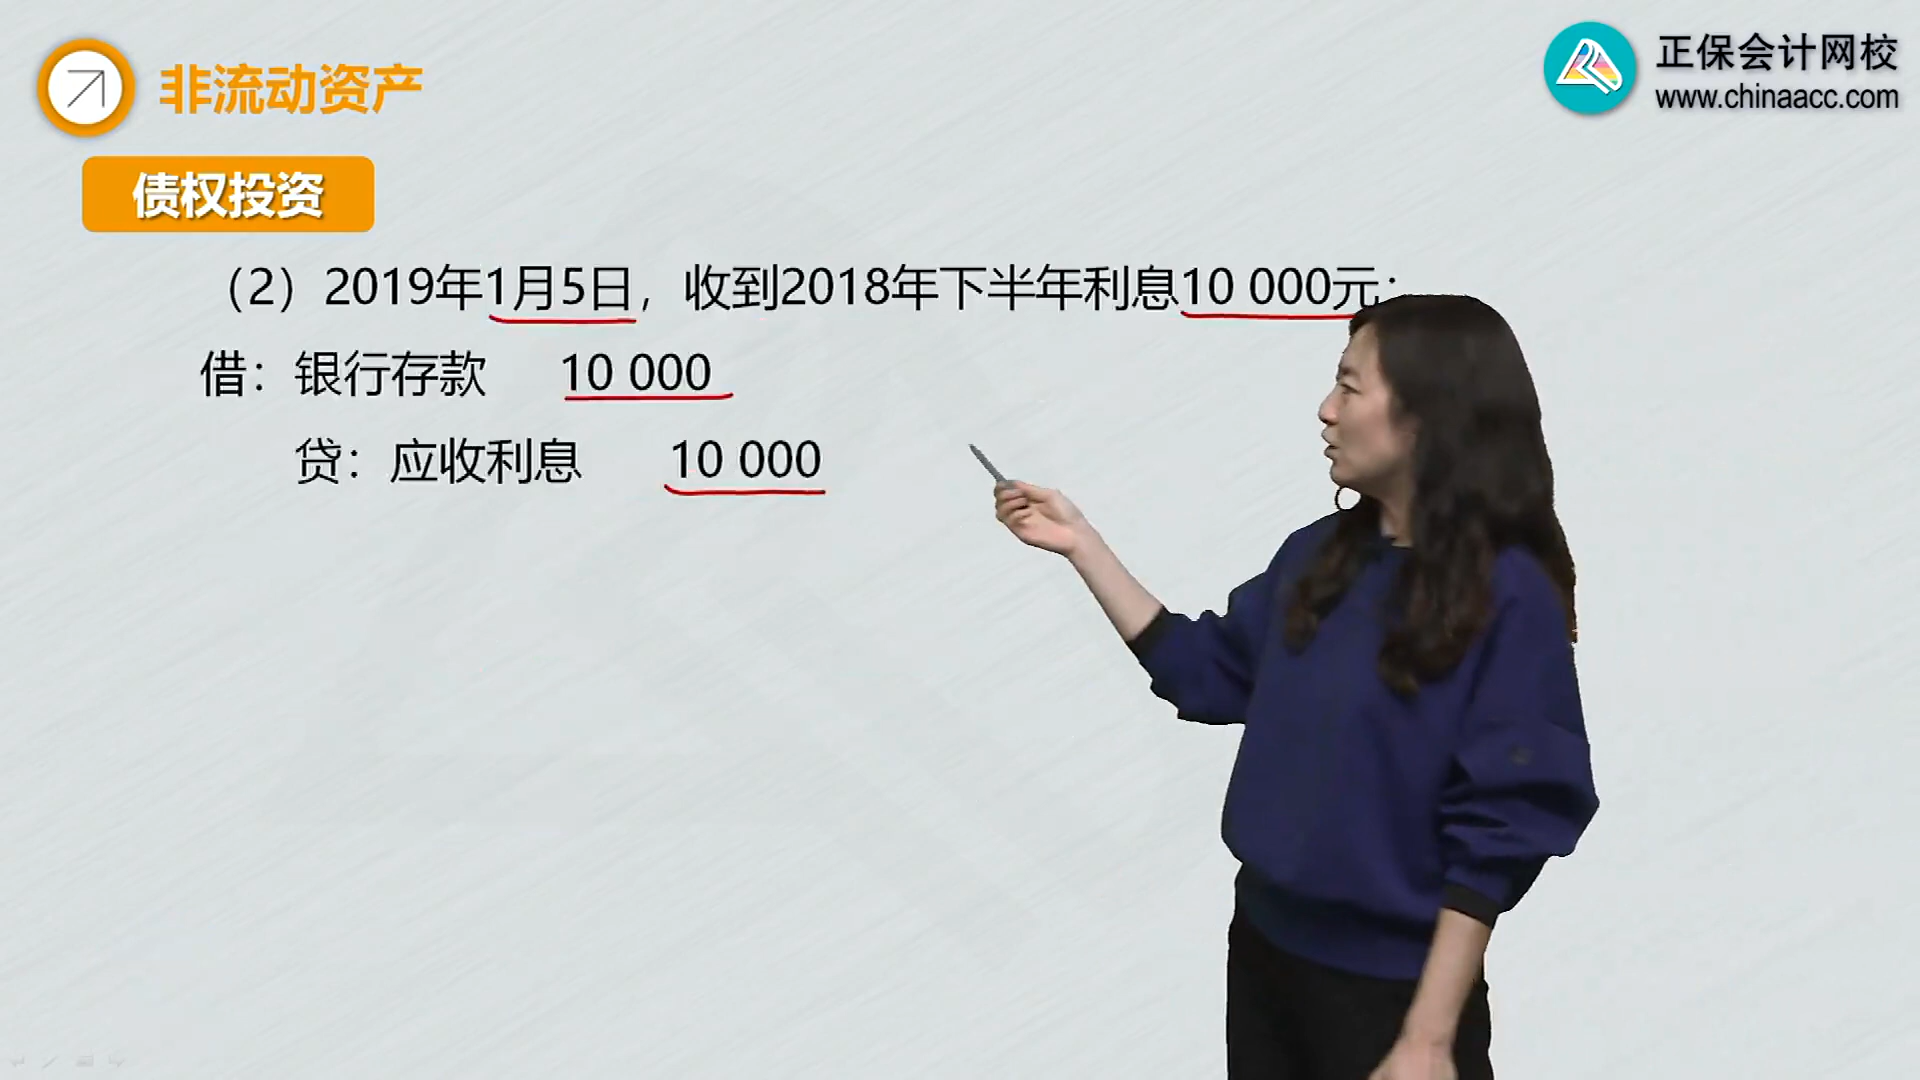 非流动资产
正保会计网校
www.chinaacc.com
债权投资
（2）2019年1月5日，收到2018年下半年利息10 000元；
借：银行存款 10 000
贷：应收利息 10 000